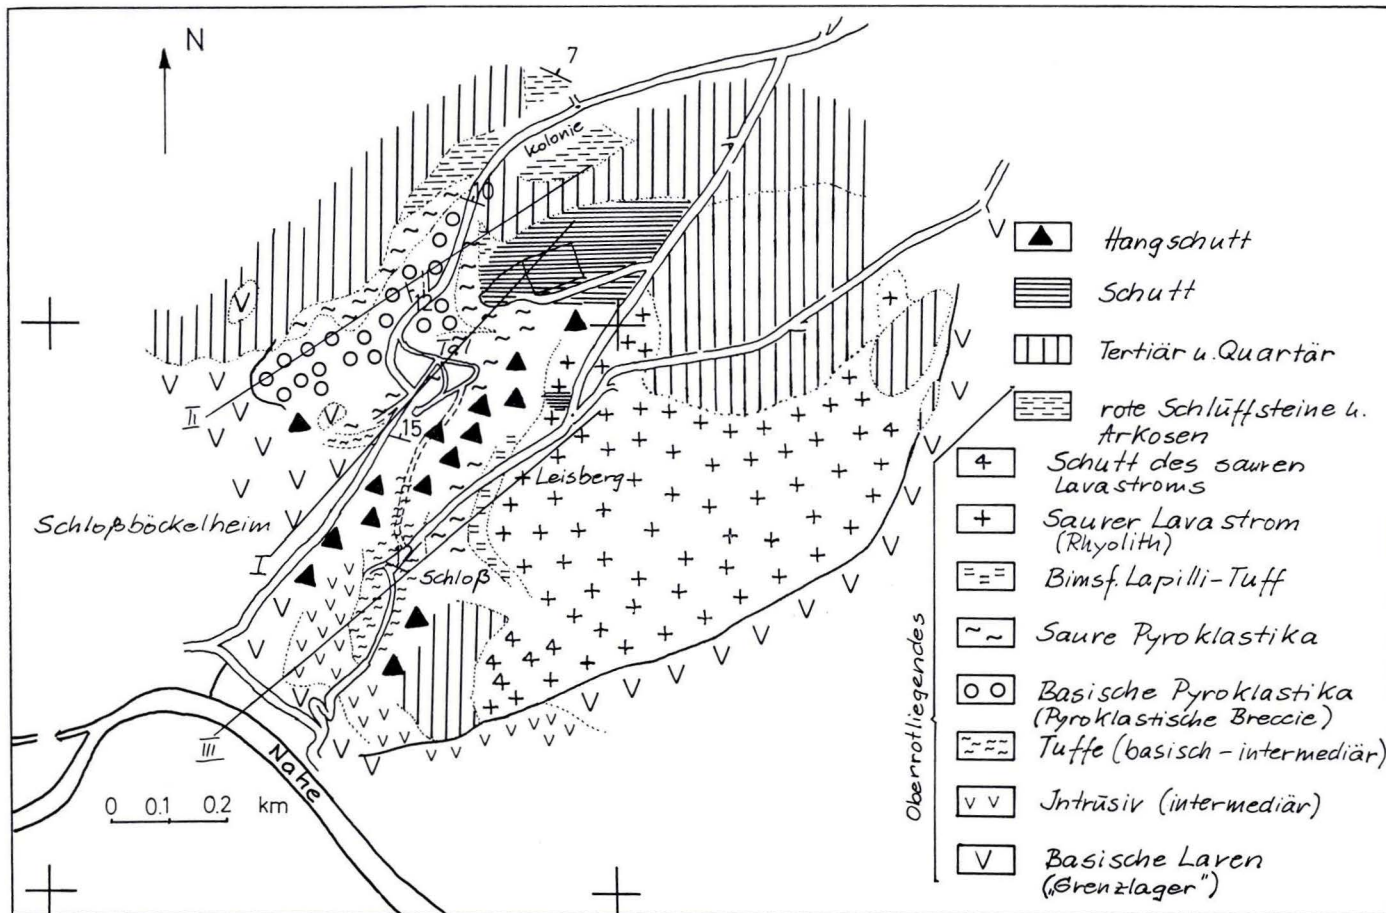 N
7
Kolonie
10
12
12
15
II
Leisberg
Schloßböckelheim
I
12
Schloß
III
Nahe
0 0.1 0.2 km
Hangschutt
Schutt
Tertiär u. Quartär
rote Schluffsteine u.
Arkosen
Schutt des sauren
Lavastroms
Saurer Lavastrom
(Rhyolith)
Bimsf. Lapilli-Tuff
Saure Pyroklastika
Basische Pyroklastika
(Pyroklastische Breccie)
Tuffe (basisch - intermediär)
Intrusiv (intermediär)
Basische Laven
("Grenzlager")
Oberrotliegendes